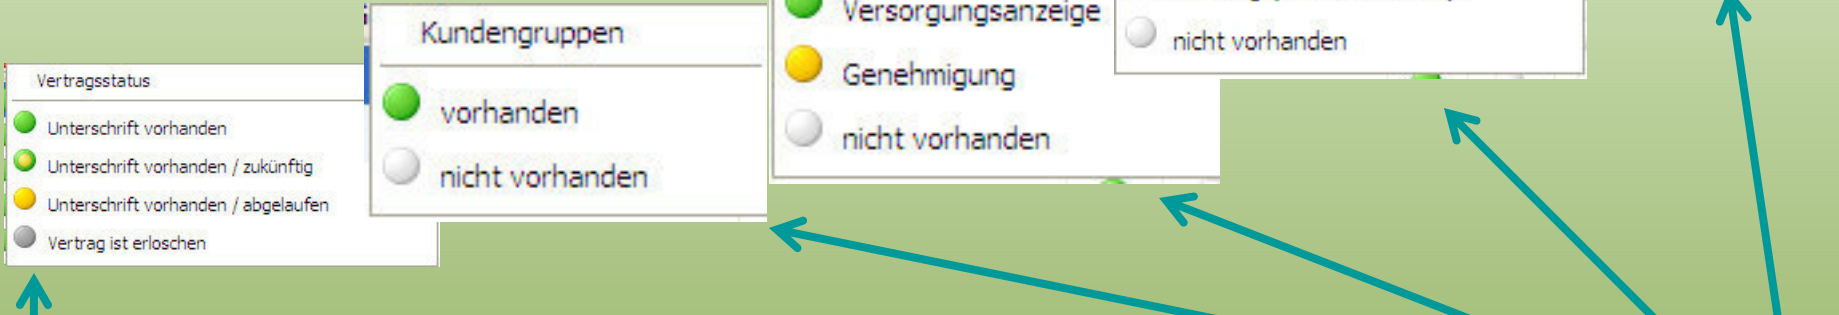 Vertragsstatus
Unterschrift vorhanden
Unterschrift vorhanden / zukünftig
Unterschrift vorhanden / abgelaufen
Vertrag ist erloschen
Kundengruppen
vorhanden
nicht vorhanden
Versorgungsanzeige
Genehmigung
nicht vorhanden
nicht vorhanden